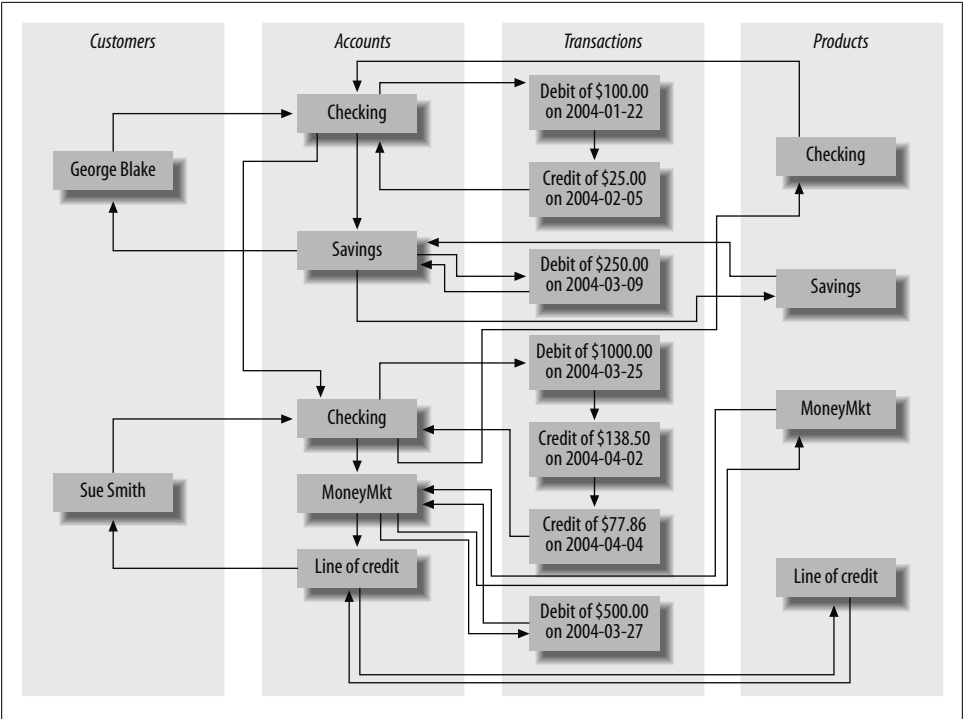 Customers
Accounts
Transactions
Products
George Blake
Sue Smith
Checking
Savings
Checking
MoneyMkt
Line of credit
Debit of $100.00
on 2004-01-22
Credit of $25.00
on 2004-02-05
Debit of $250.00
on 2004-03-09
Debit of $1000.00
on 2004-03-25
Credit of $138.50
on 2004-04-02
Credit of $77.86
on 2004-04-04
Debit of $500.00
on 2004-03-27
Checking
Savings
MoneyMkt
Line of credit